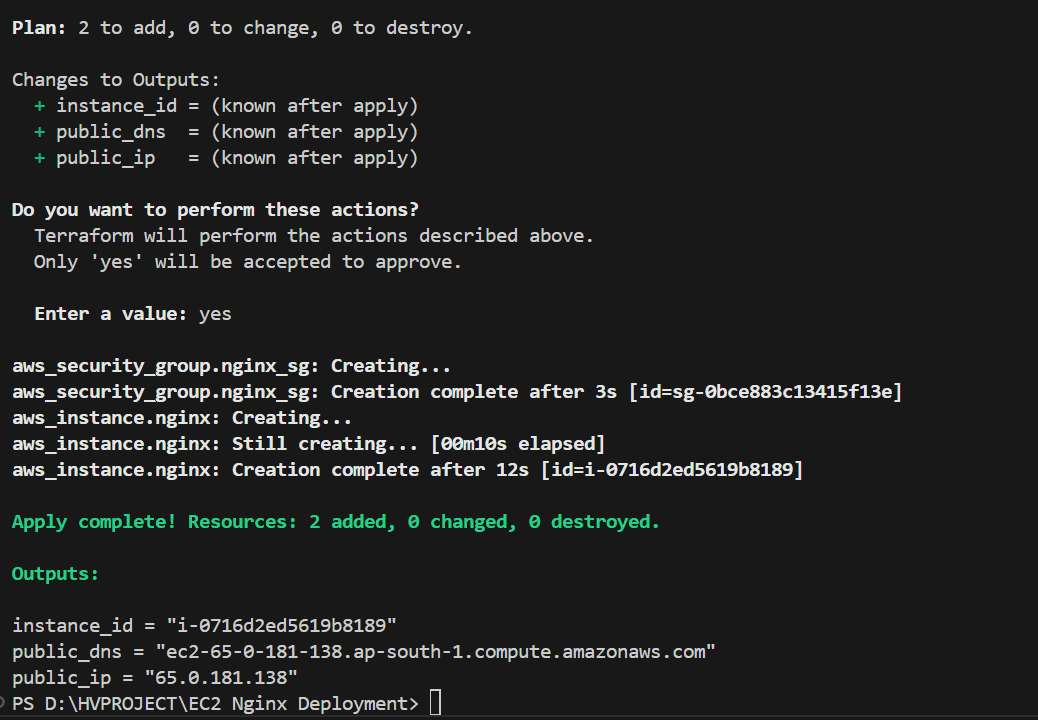 Plan: 2 to add, 0 to change, 0 to destroy.
Changes to Outputs:
  + instance_id = (known after apply)
  + public_dns  = (known after apply)
  + public_ip   = (known after apply)
Do you want to perform these actions?
  Terraform will perform the actions described above.
  Only 'yes' will be accepted to approve.
  Enter a value: yes
aws_security_group.nginx_sg: Creating...
aws_security_group.nginx_sg: Creation complete after 3s [id=sg-0bce883c13415f13e]
aws_instance.nginx: Creating...
aws_instance.nginx: Still creating... [00m10s elapsed]
aws_instance.nginx: Creation complete after 12s [id=i-0716d2ed5619b8189]
Apply complete! Resources: 2 added, 0 changed, 0 destroyed.
Outputs:
instance_id = "i-0716d2ed5619b8189"
public_dns = "ec2-65-0-181-138.ap-south-1.compute.amazonaws.com"
public_ip = "65.0.181.138"
PS D:\HVPROJECT\EC2 Nginx Deployment>